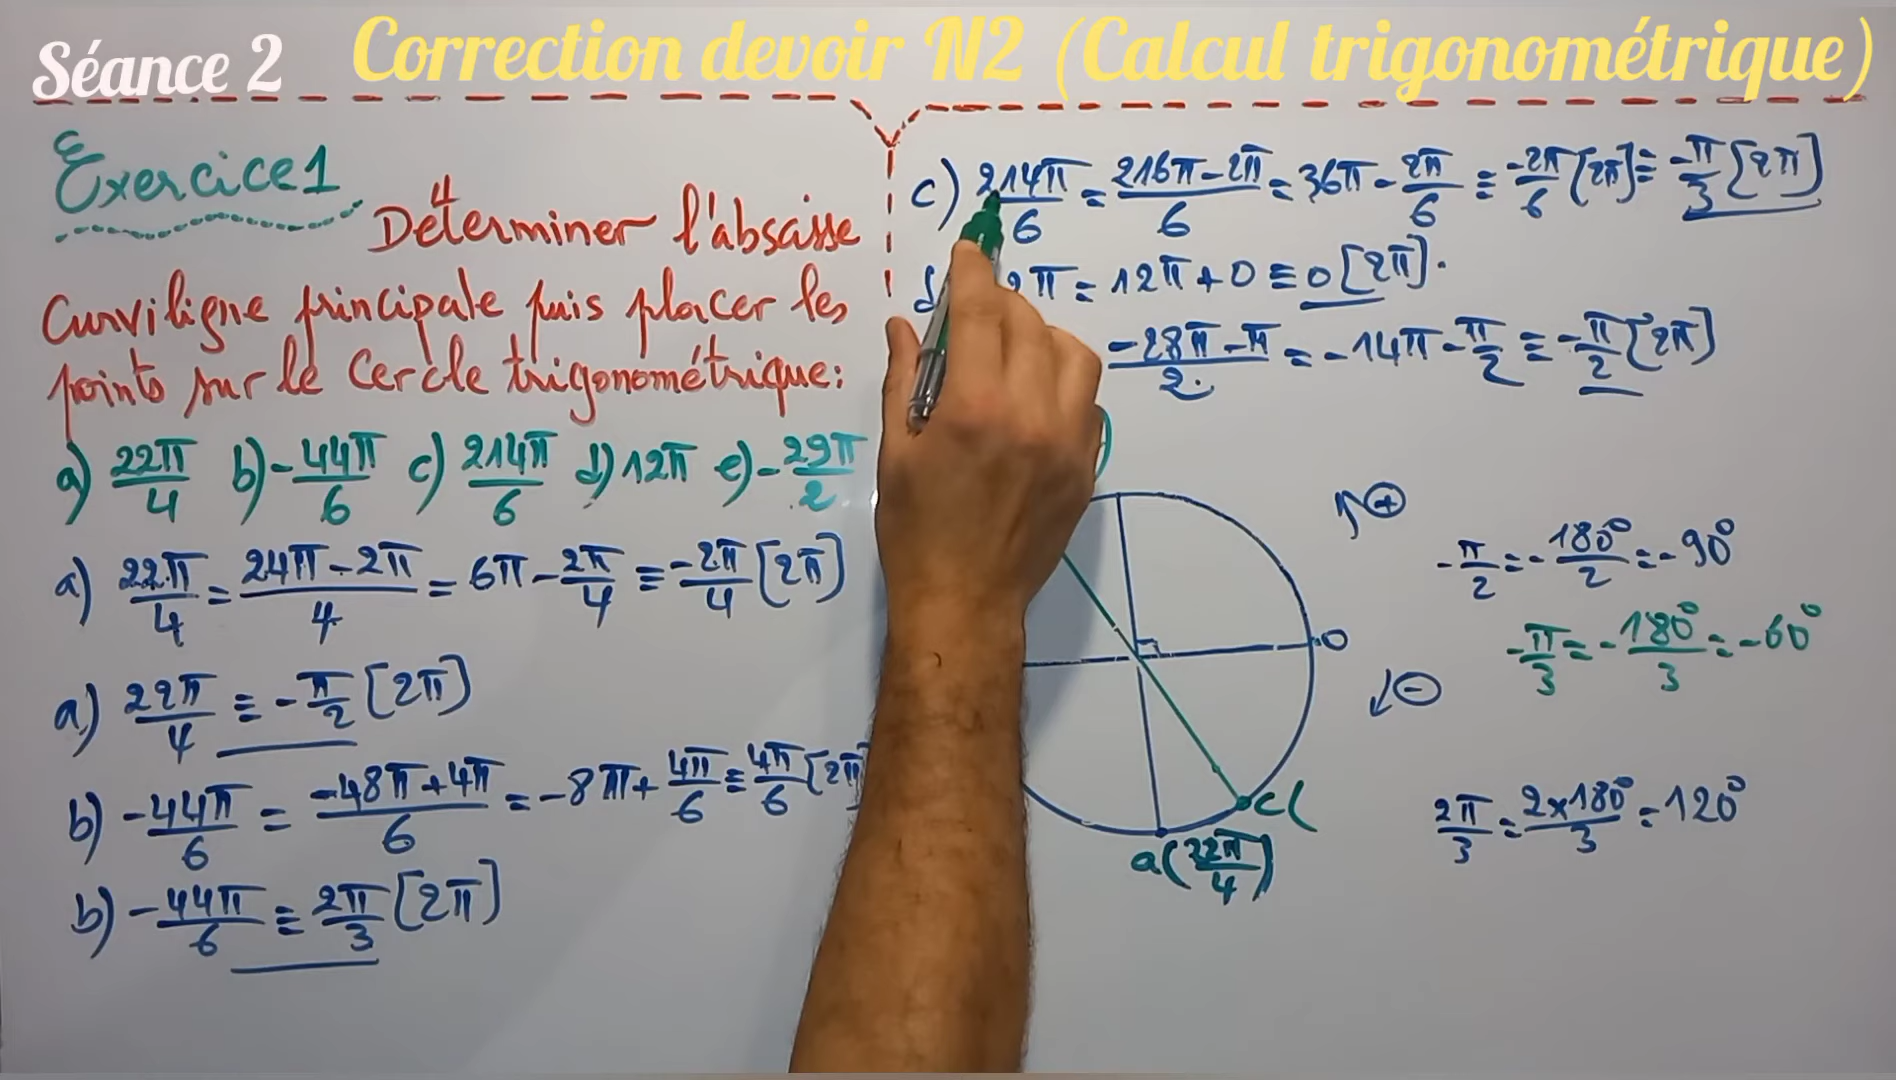 Séance 2
Correction devoir N2 (Calcul trigonométrique)
Exercice 1
Déterminer l'abscisse
Curviligne principale puis placer les
points sur le Cercle trigonométrique:
a) 22π/4 b) -44π/6 c) 214π/6 d) 12π e) -29π/2
a) 22π/4 = (24π-2π)/4 = 6π - 2π/4 ≡ -2π/4 [2π]
a) 22π/4 ≡ -π/2 [2π]
b) -44π/6 = (-48π+4π)/6 = -8π + 4π/6 ≡ 4π/6 [2π
b) -44π/6 ≡ 2π/3 [2π]
c) 214π/6 = (216π-2π)/6 = 36π - 2π/6 ≡ -2π/6 [2π] ≡ -π/3 [2π]
d 2π = 12π + 0 ≡ 0 [2π].
(-28π-π)/2 = -14π - π/2 ≡ -π/2 [2π]
)
+
0
-
c(
a(22π/4)
-π/2 = -180°/2 = -90°
-π/3 = -180°/3 = -60°
2π/3 = 2×180°/3 = 120°